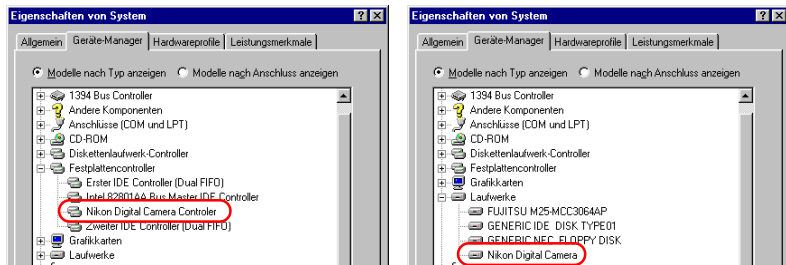 Eigenschaften von System
Allgemein Geräte-Manager Hardwareprofile Leistungsmerkmale
Modelle nach Typ anzeigen Modelle nach Anschluss anzeigen
1394 Bus Controller
Andere Komponenten
Anschlüsse (COM und LPT)
CD-ROM
Diskettenlaufwerk-Controller
Festplattencontroller
Erster IDE Controller (Dual FIFO)
Intel 82801AA Bus Master IDE Controller
Nikon Digital Camera Controler
Zweiter IDE Controller (Dual FIFO)
Grafikkarten
Laufwerke
Eigenschaften von System
Allgemein Geräte-Manager Hardwareprofile Leistungsmerkmale
Modelle nach Typ anzeigen Modelle nach Anschluss anzeigen
1394 Bus Controller
Andere Komponenten
Anschlüsse (COM und LPT)
CD-ROM
Diskettenlaufwerk-Controller
Festplattencontroller
Grafikkarten
Laufwerke
FUJITSU M25-MCC3064AP
GENERIC IDE DISK TYPE01
GENERIC NEC FLOPPY DISK
Nikon Digital Camera